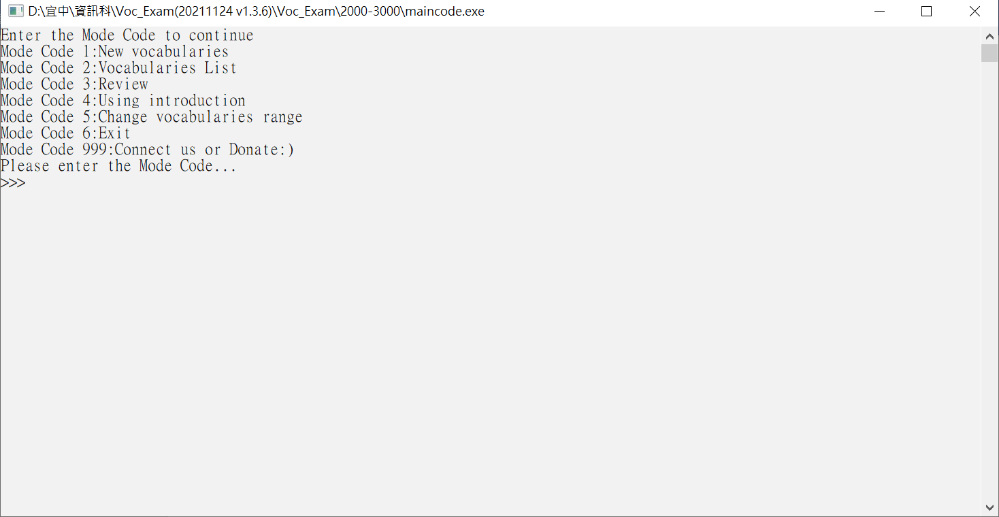 D:\宜中\資訊科\Voc_Exam(20211124 v1.3.6)\Voc_Exam\2000-3000\maincode.exe
Enter the Mode Code to continue
Mode Code 1:New vocabularies
Mode Code 2:Vocabularies List
Mode Code 3:Review
Mode Code 4:Using introduction
Mode Code 5:Change vocabularies range
Mode Code 6:Exit
Mode Code 999:Connect us or Donate:)
Please enter the Mode Code...
>>>